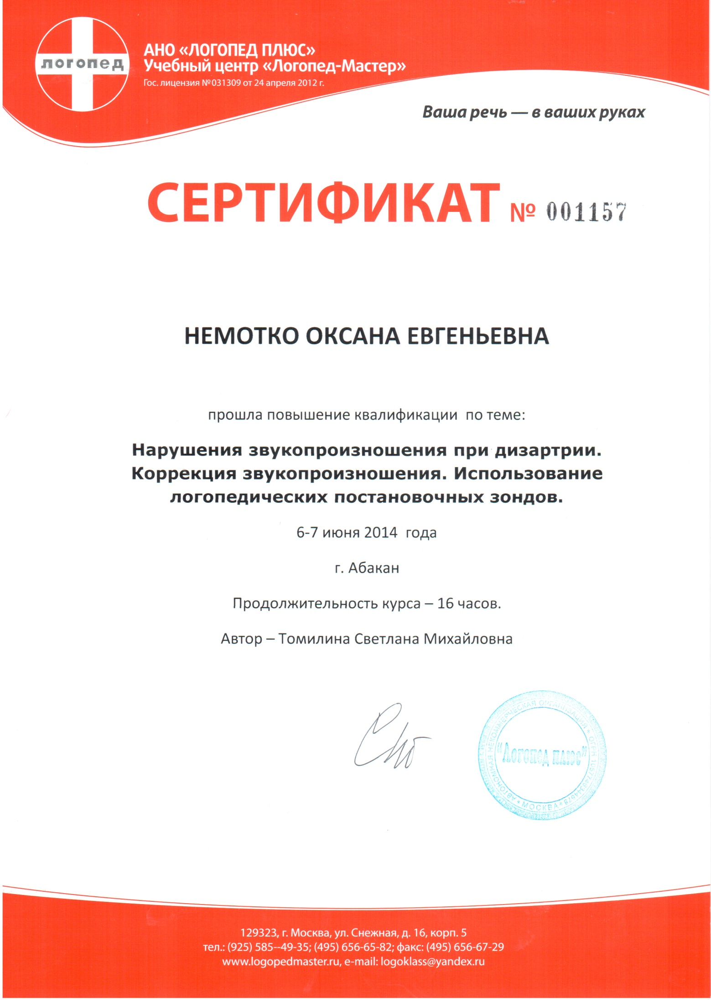 логопед
АНО «ЛОГОПЕД ПЛЮС»
Учебный центр «Логопед-Мастер»
Гос. лицензия №031309 от 24 апреля 2012 г.
Ваша речь — в ваших руках
СЕРТИФИКАТ № 001157
НЕМОТКО ОКСАНА ЕВГЕНЬЕВНА
прошла повышение квалификации по теме:
Нарушения звукопроизношения при дизартрии.
Коррекция звукопроизношения. Использование
логопедических постановочных зондов.
6-7 июня 2014 года
г. Абакан
Продолжительность курса – 16 часов.
Автор – Томилина Светлана Михайловна
АВТОНОМНАЯ НЕКОММЕРЧЕСКАЯ ОРГАНИЗАЦИЯ * ОГРН
"Логопед плюс"
* МОСКВА *
129323, г. Москва, ул. Снежная, д. 16, корп. 5
тел.: (925) 585--49-35; (495) 656-65-82; факс: (495) 656-67-29
www.logopedmaster.ru, e-mail: logoklass@yandex.ru